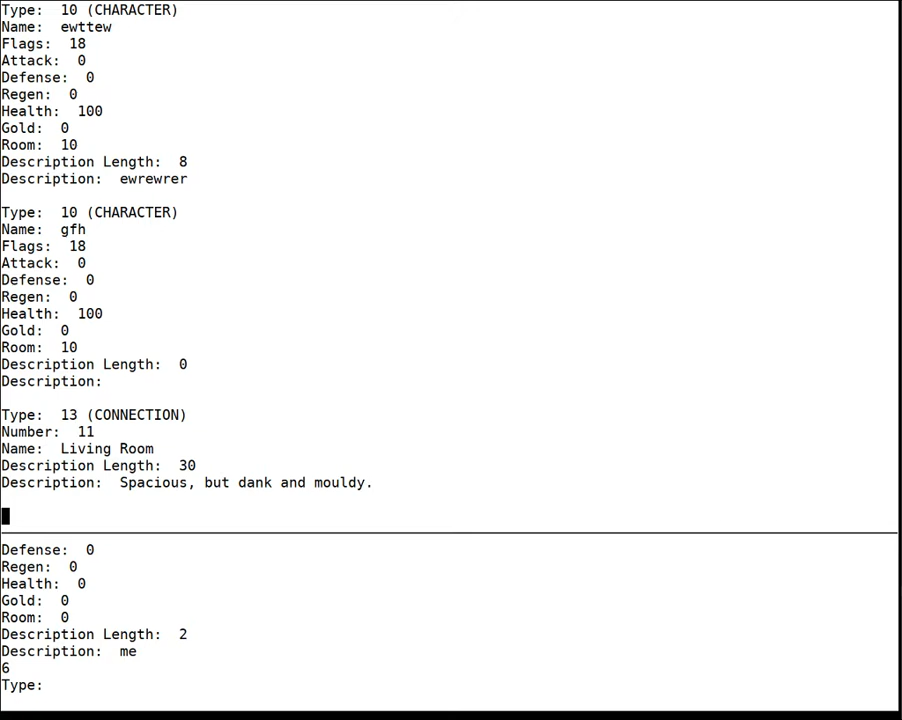 Type:  10 (CHARACTER)
Name:  ewttew
Flags:  18
Attack:  0
Defense:  0
Regen:  0
Health:  100
Gold:  0
Room:  10
Description Length:  8
Description:  ewrewrer
Type:  10 (CHARACTER)
Name:  gfh
Flags:  18
Attack:  0
Defense:  0
Regen:  0
Health:  100
Gold:  0
Room:  10
Description Length:  0
Description:
Type:  13 (CONNECTION)
Number:  11
Name:  Living Room
Description Length:  30
Description:  Spacious, but dank and mouldy.
Defense:  0
Regen:  0
Health:  0
Gold:  0
Room:  0
Description Length:  2
Description:  me
6
Type: